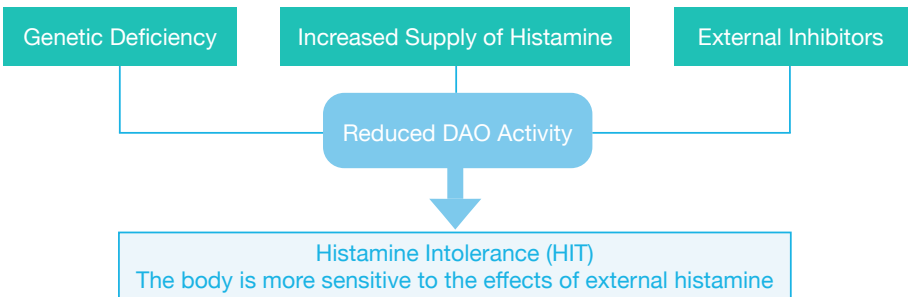 Genetic Deficiency
Increased Supply of Histamine
External Inhibitors
Reduced DAO Activity
Histamine Intolerance (HIT)
The body is more sensitive to the effects of external histamine